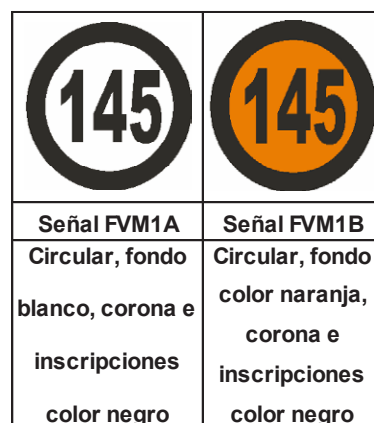 145
145
Señal FVM1A
Señal FVM1B
Circular, fondo
blanco, corona e
inscripciones
color negro
Circular, fondo
color naranja,
corona e
inscripciones
color negro